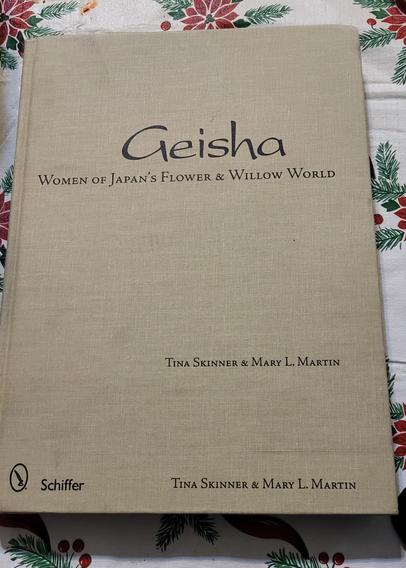 Geisha
Women of Japan's Flower & Willow World
Tina Skinner & Mary L. Martin
Schiffer
Tina Skinner & Mary L. Martin